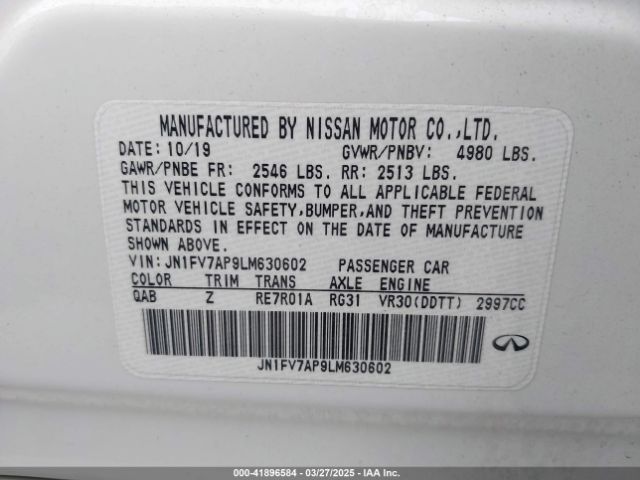 MANUFACTURED BY NISSAN MOTOR CO.,LTD.
DATE: 10/19 GVWR/PNBV: 4980 LBS.
GAWR/PNBE FR: 2546 LBS. RR: 2513 LBS.
THIS VEHICLE CONFORMS TO ALL APPLICABLE FEDERAL
MOTOR VEHICLE SAFETY,BUMPER,AND THEFT PREVENTION
STANDARDS IN EFFECT ON THE DATE OF MANUFACTURE
SHOWN ABOVE.
VIN: JN1FV7AP9LM630602 PASSENGER CAR
COLOR TRIM TRANS AXLE ENGINE
QAB Z RE7R01A RG31 VR30(DDTT) 2997CC
JN1FV7AP9LM630602
000-41896584 / 03/27/2025 - IAA Inc.